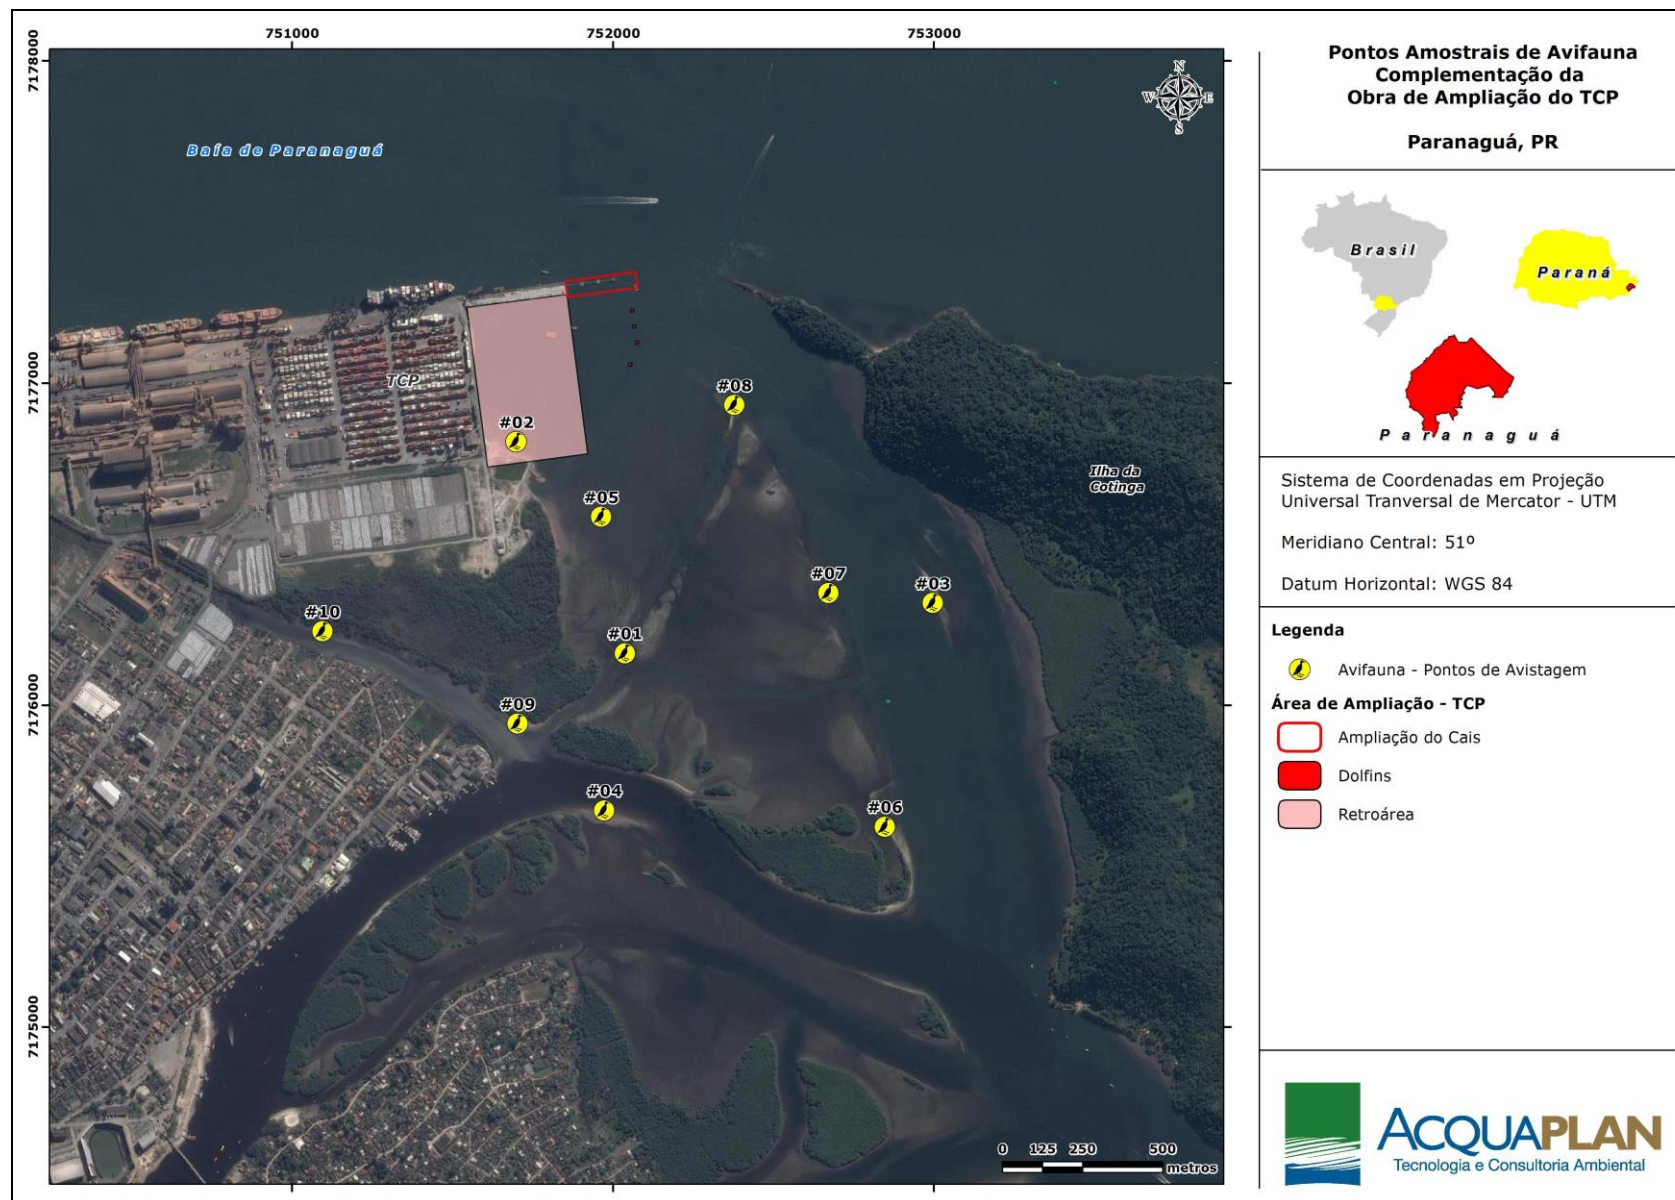 751000
752000
753000
7178000
7177000
7176000
7175000
N
W
E
S
Baía de Paranaguá
TCP
Ilha da
Cotinga
#08
#02
#05
#07
#03
#10
#01
#09
#04
#06
0 125 250 500
metros
Pontos Amostrais de Avifauna
Complementação da
Obra de Ampliação do TCP
Paranaguá, PR
Brasil
Paraná
Paranaguá
Sistema de Coordenadas em Projeção
Universal Tranversal de Mercator - UTM
Meridiano Central: 51º
Datum Horizontal: WGS 84
Legenda
Avifauna - Pontos de Avistagem
Área de Ampliação - TCP
Ampliação do Cais
Dolfins
Retroárea
ACQUAPLAN
Tecnologia e Consultoria Ambiental